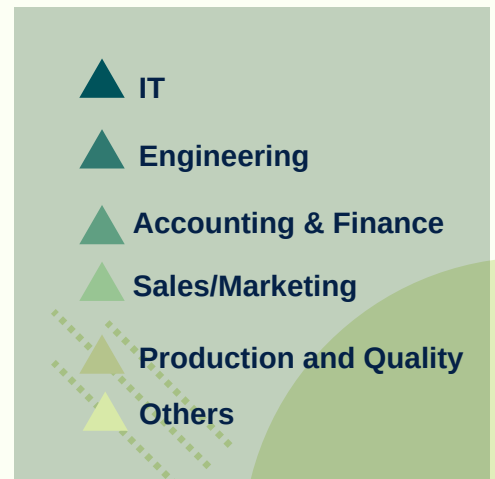 IT
Engineering
Accounting & Finance
Sales/Marketing
Production and Quality
Others